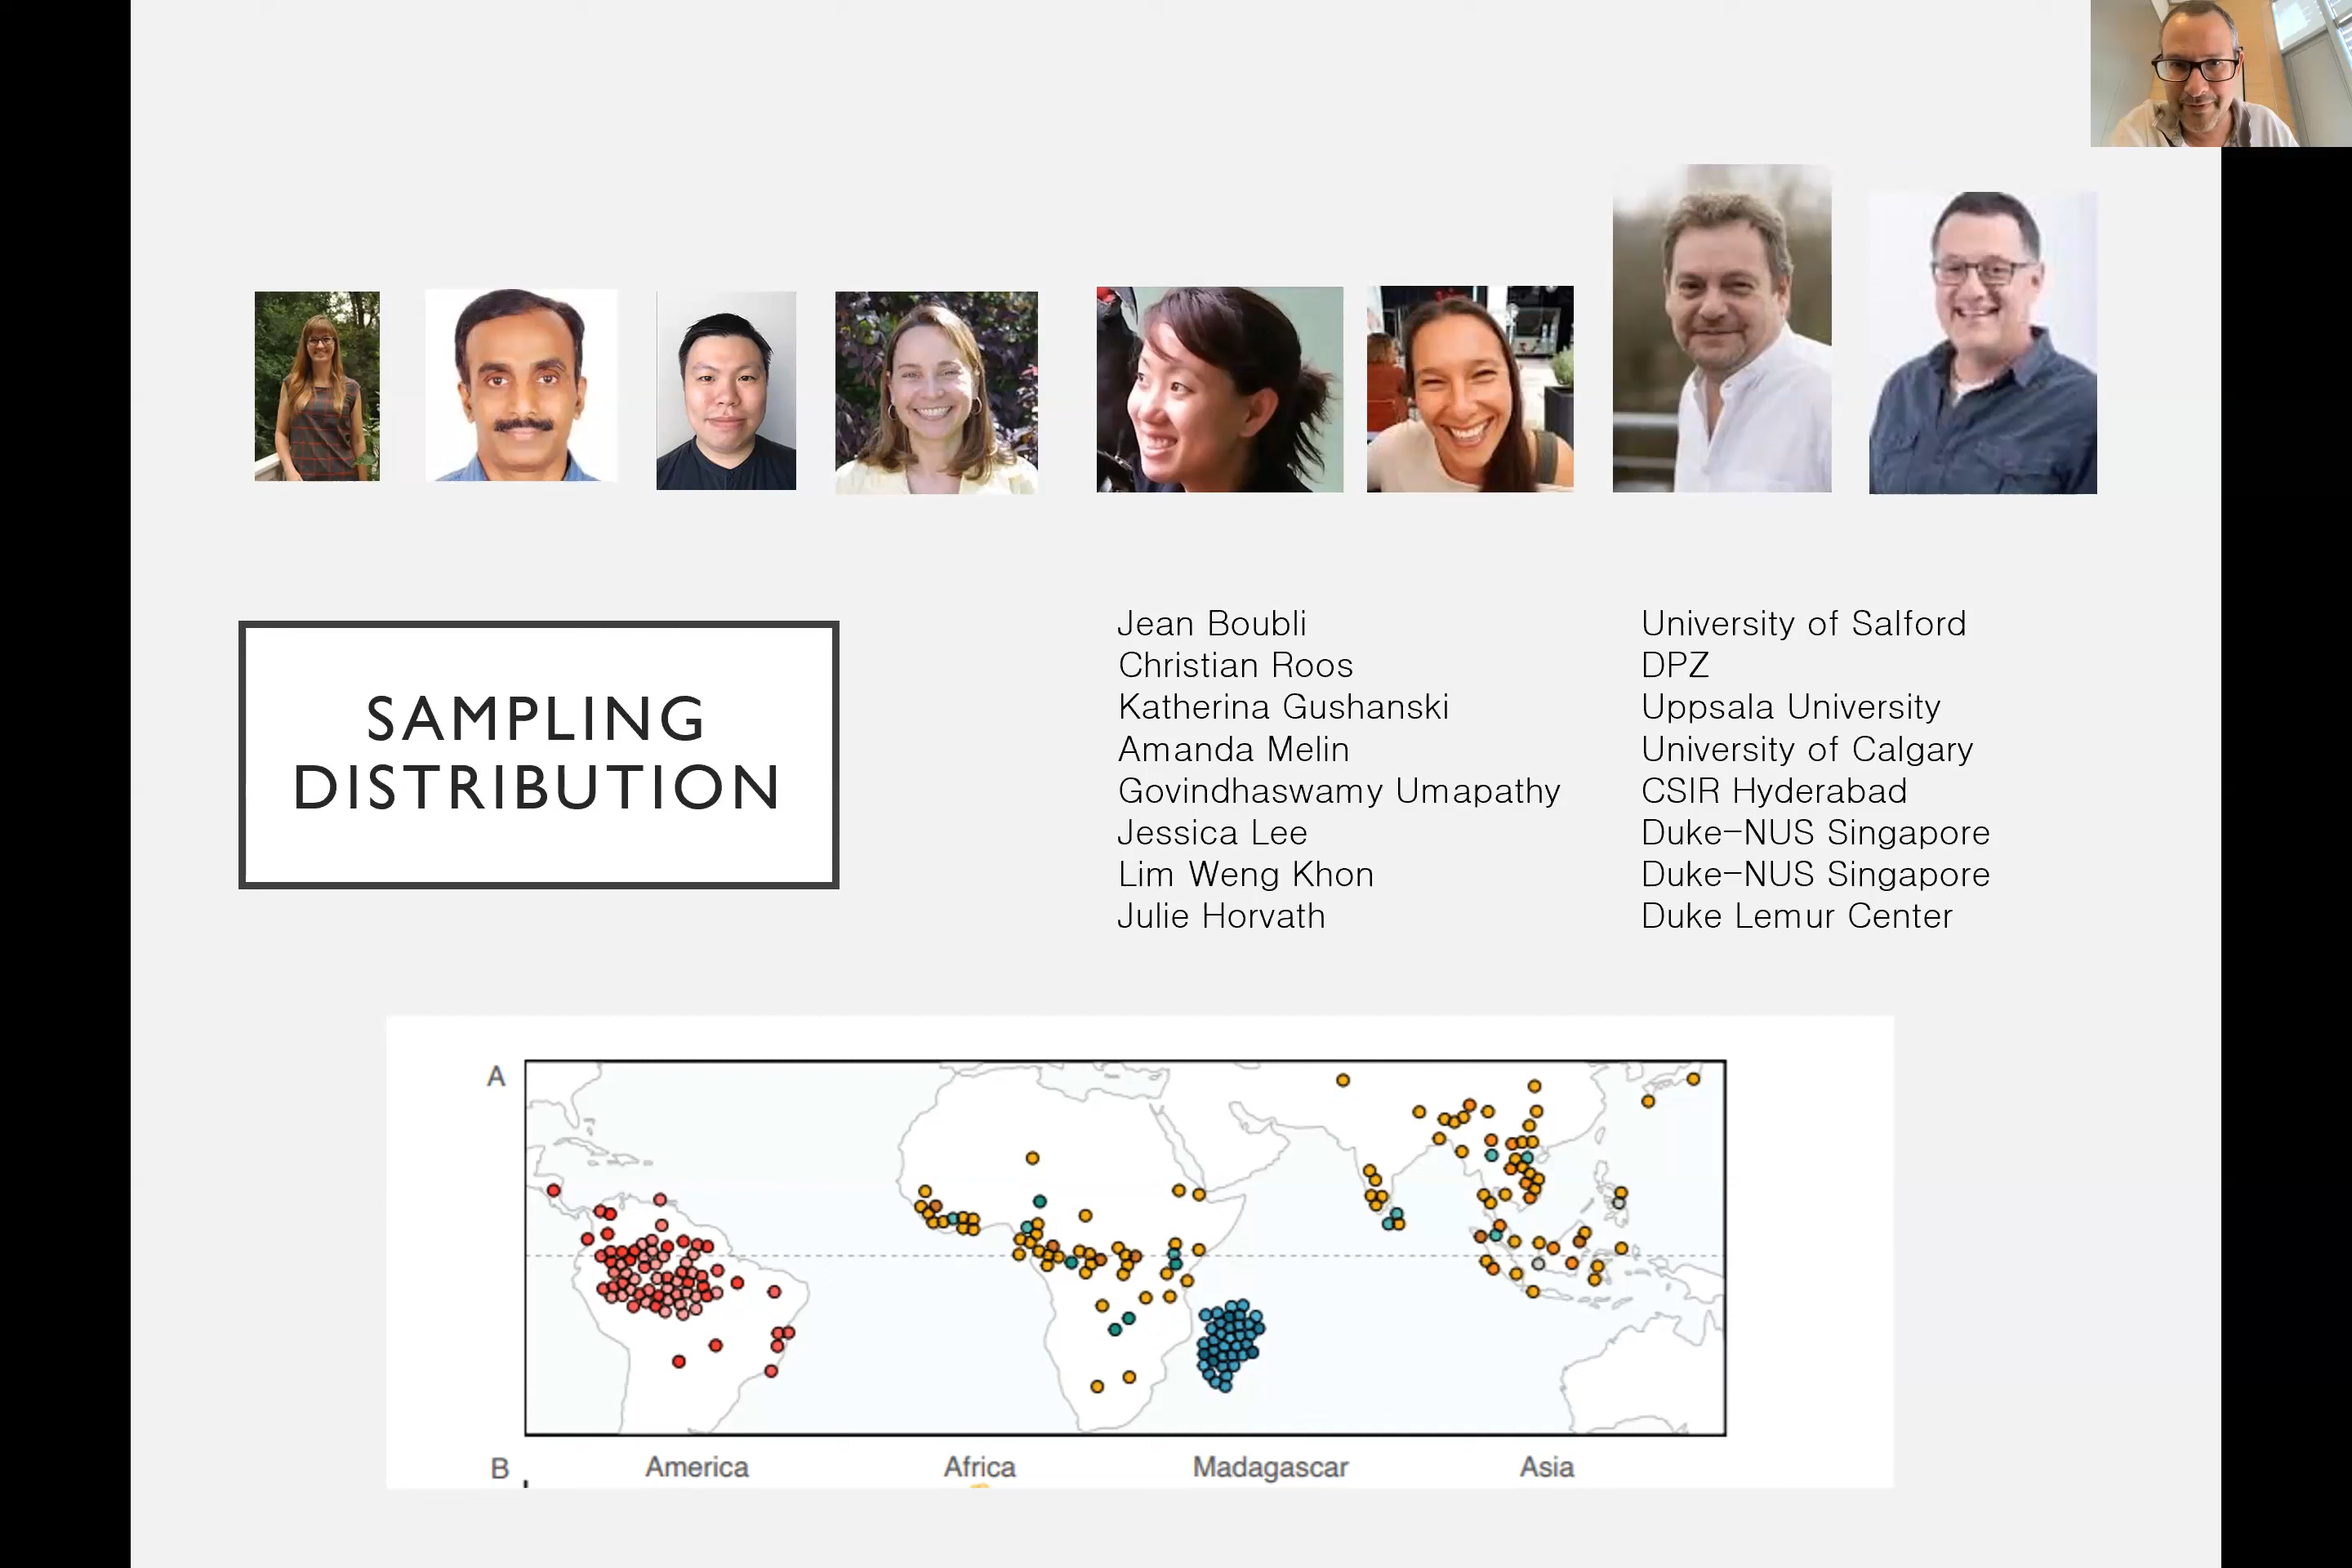 SAMPLING
DISTRIBUTION
Jean Boubli University of Salford
Christian Roos DPZ
Katherina Gushanski Uppsala University
Amanda Melin University of Calgary
Govindhaswamy Umapathy CSIR Hyderabad
Jessica Lee Duke-NUS Singapore
Lim Weng Khon Duke-NUS Singapore
Julie Horvath Duke Lemur Center
A
B America Africa Madagascar Asia